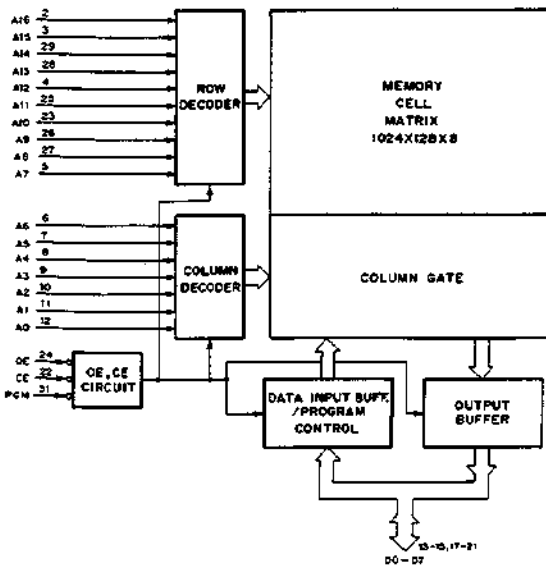 A16 2
A15 3
A14 29
A13 28
A12 4
A11 25
A10 23
A9 26
A8 27
A7 5
ROW
DECODER
MEMORY
CELL
MATRIX
1024X128X8
A6 6
A5 7
A4 8
A3 9
A2 10
A1 11
A0 12
COLUMN
DECODER
COLUMN GATE
OE 24
CE 22
PGM 31
OE, CE
CIRCUIT
DATA INPUT BUFF.
/PROGRAM
CONTROL
OUTPUT
BUFFER
13-15,17-21
D0-D7